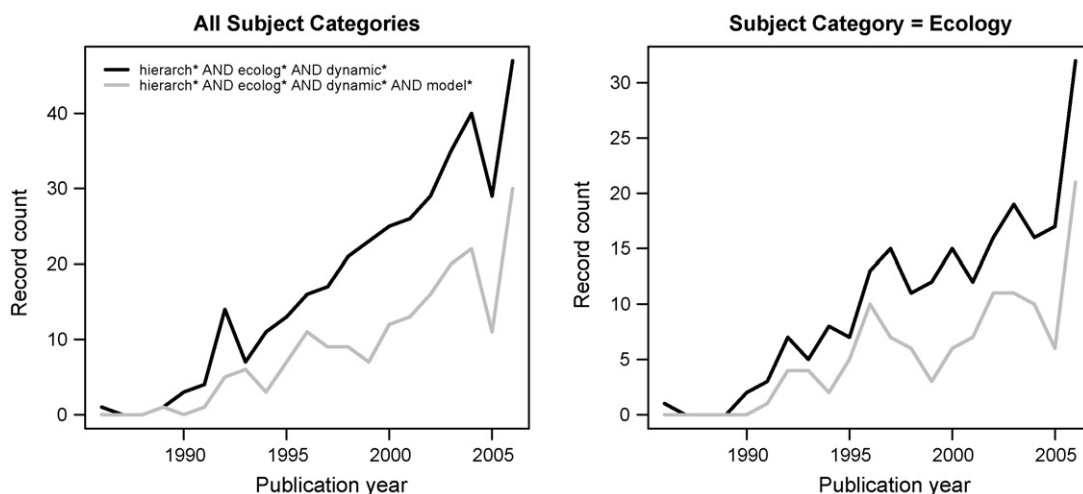 All Subject Categories
hierarch* AND ecolog* AND dynamic*
hierarch* AND ecolog* AND dynamic* AND model*
Record count
40
30
20
10
0
1990 1995 2000 2005
Publication year
Subject Category = Ecology
Record count
30
25
20
15
10
5
0
1990 1995 2000 2005
Publication year